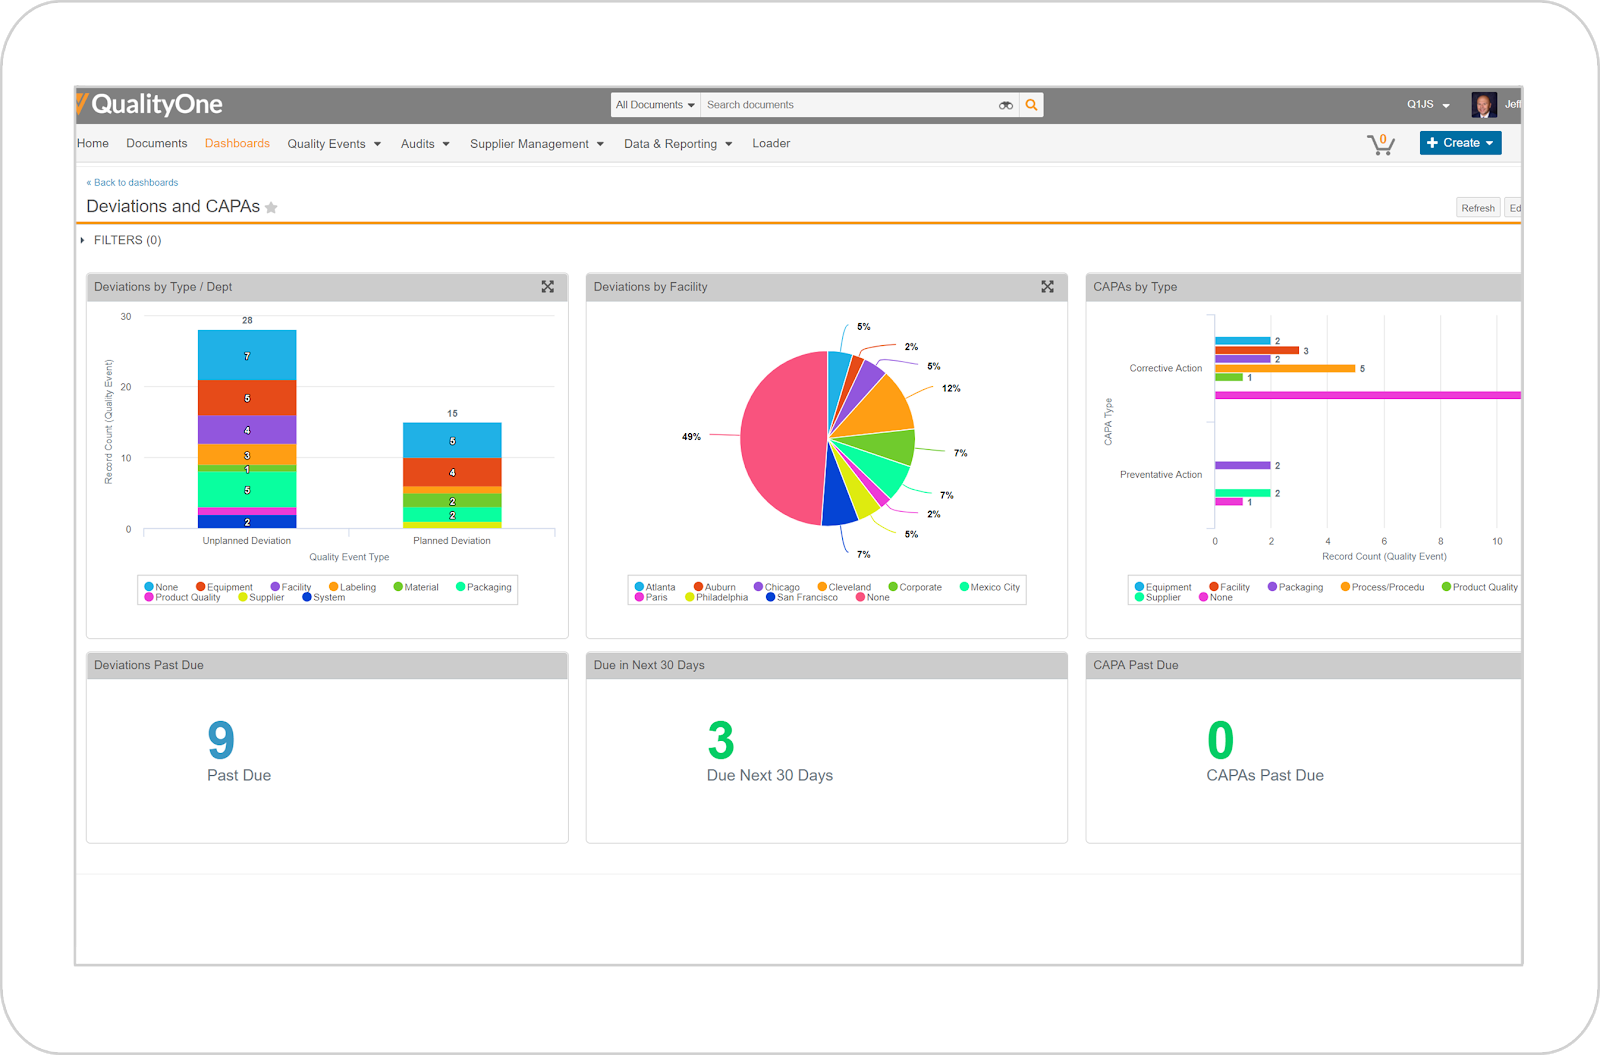 QualityOne
All Documents Search documents Q1JS Jeff
Home Documents Dashboards Quality Events Audits Supplier Management Data & Reporting Loader 0 + Create
« Back to dashboards
Deviations and CAPAs
Refresh Ed
FILTERS (0)
Deviations by Type / Dept
30
20
10
0
Record Count (Quality Event)
28
7
5
4
3
1
5
2
15
5
4
2
2
Unplanned Deviation Planned Deviation
Quality Event Type
None Equipment Facility Labeling Material Packaging
Product Quality Supplier System
Deviations by Facility
5%
2%
5%
12%
7%
7%
2%
5%
7%
49%
Atlanta Auburn Chicago Cleveland Corporate Mexico City
Paris Philadelphia San Francisco None
CAPAs by Type
CAPA Type
Corrective Action
2
3
2
5
1
Preventative Action
2
2
1
0 2 4 6 8 10
Record Count (Quality Event)
Equipment Facility Packaging Process/Procedu Product Quality
Supplier None
Deviations Past Due
9
Past Due
Due in Next 30 Days
3
Due Next 30 Days
CAPA Past Due
0
CAPAs Past Due